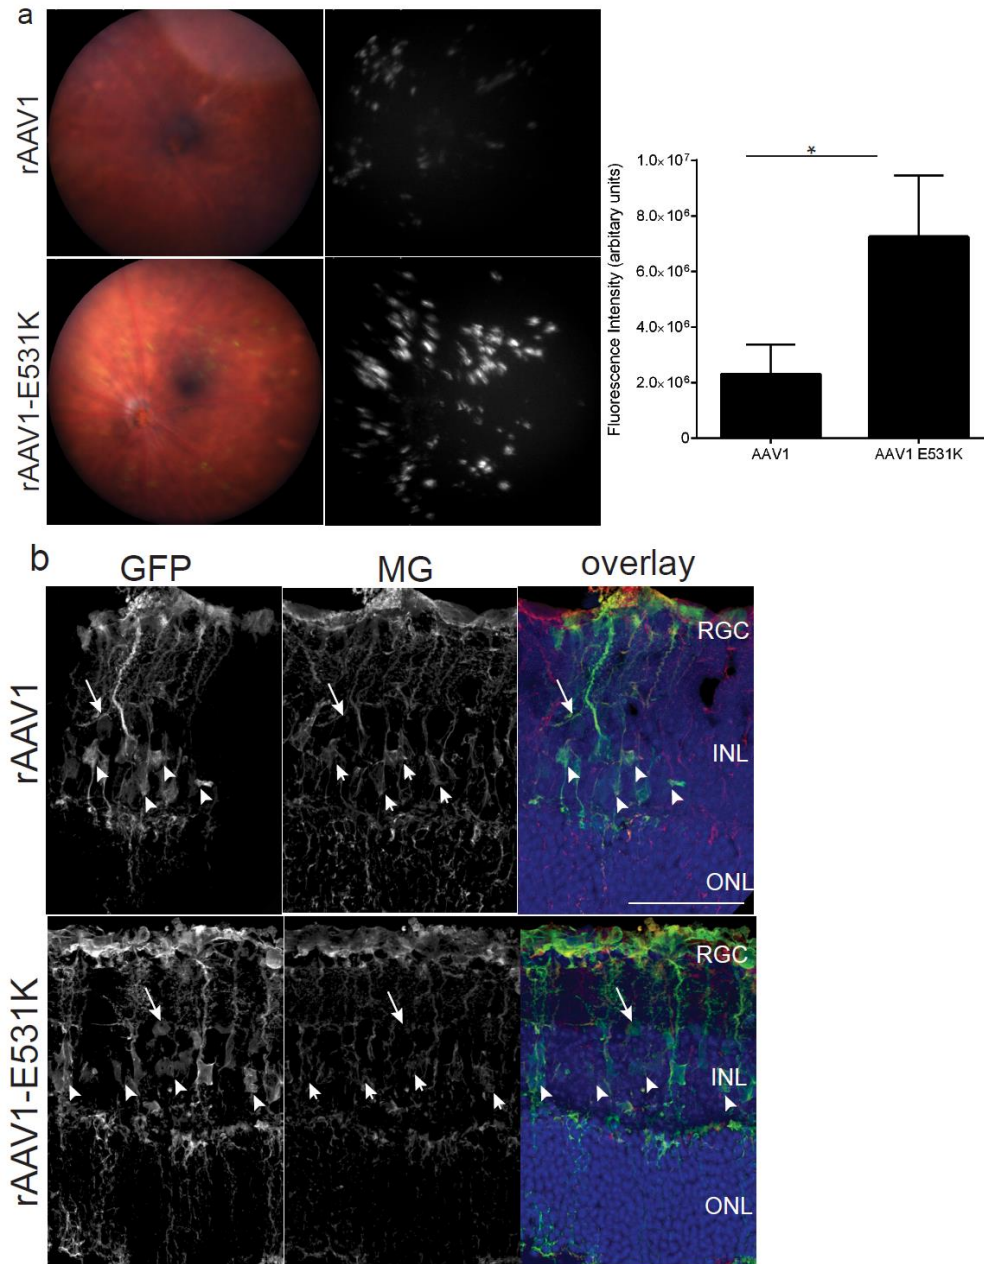 a
rAAV1
rAAV1-E531K
Fluorescence Intensity (arbitary units)
1.0×10⁷
8.0×10⁶
6.0×10⁶
4.0×10⁶
2.0×10⁶
0
*
AAV1
AAV1 E531K
b
GFP
MG
overlay
rAAV1
RGC
INL
ONL
rAAV1-E531K
RGC
INL
ONL